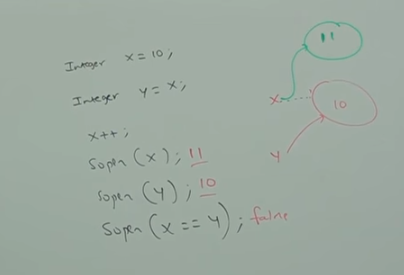 Integer x = 10;
Integer y = x;
x++;
Sopln (x); 11
Sopln (y); 10
Sopln (x == y); false
11
x
10
y